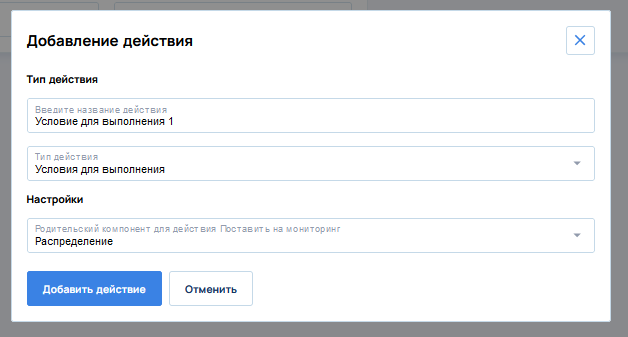 Добавление действия
Тип действия
Введите название действия
Условие для выполнения 1
Тип действия
Условия для выполнения
Настройки
Родительский компонент для действия Поставить на мониторинг
Распределение
Добавить действие
Отменить